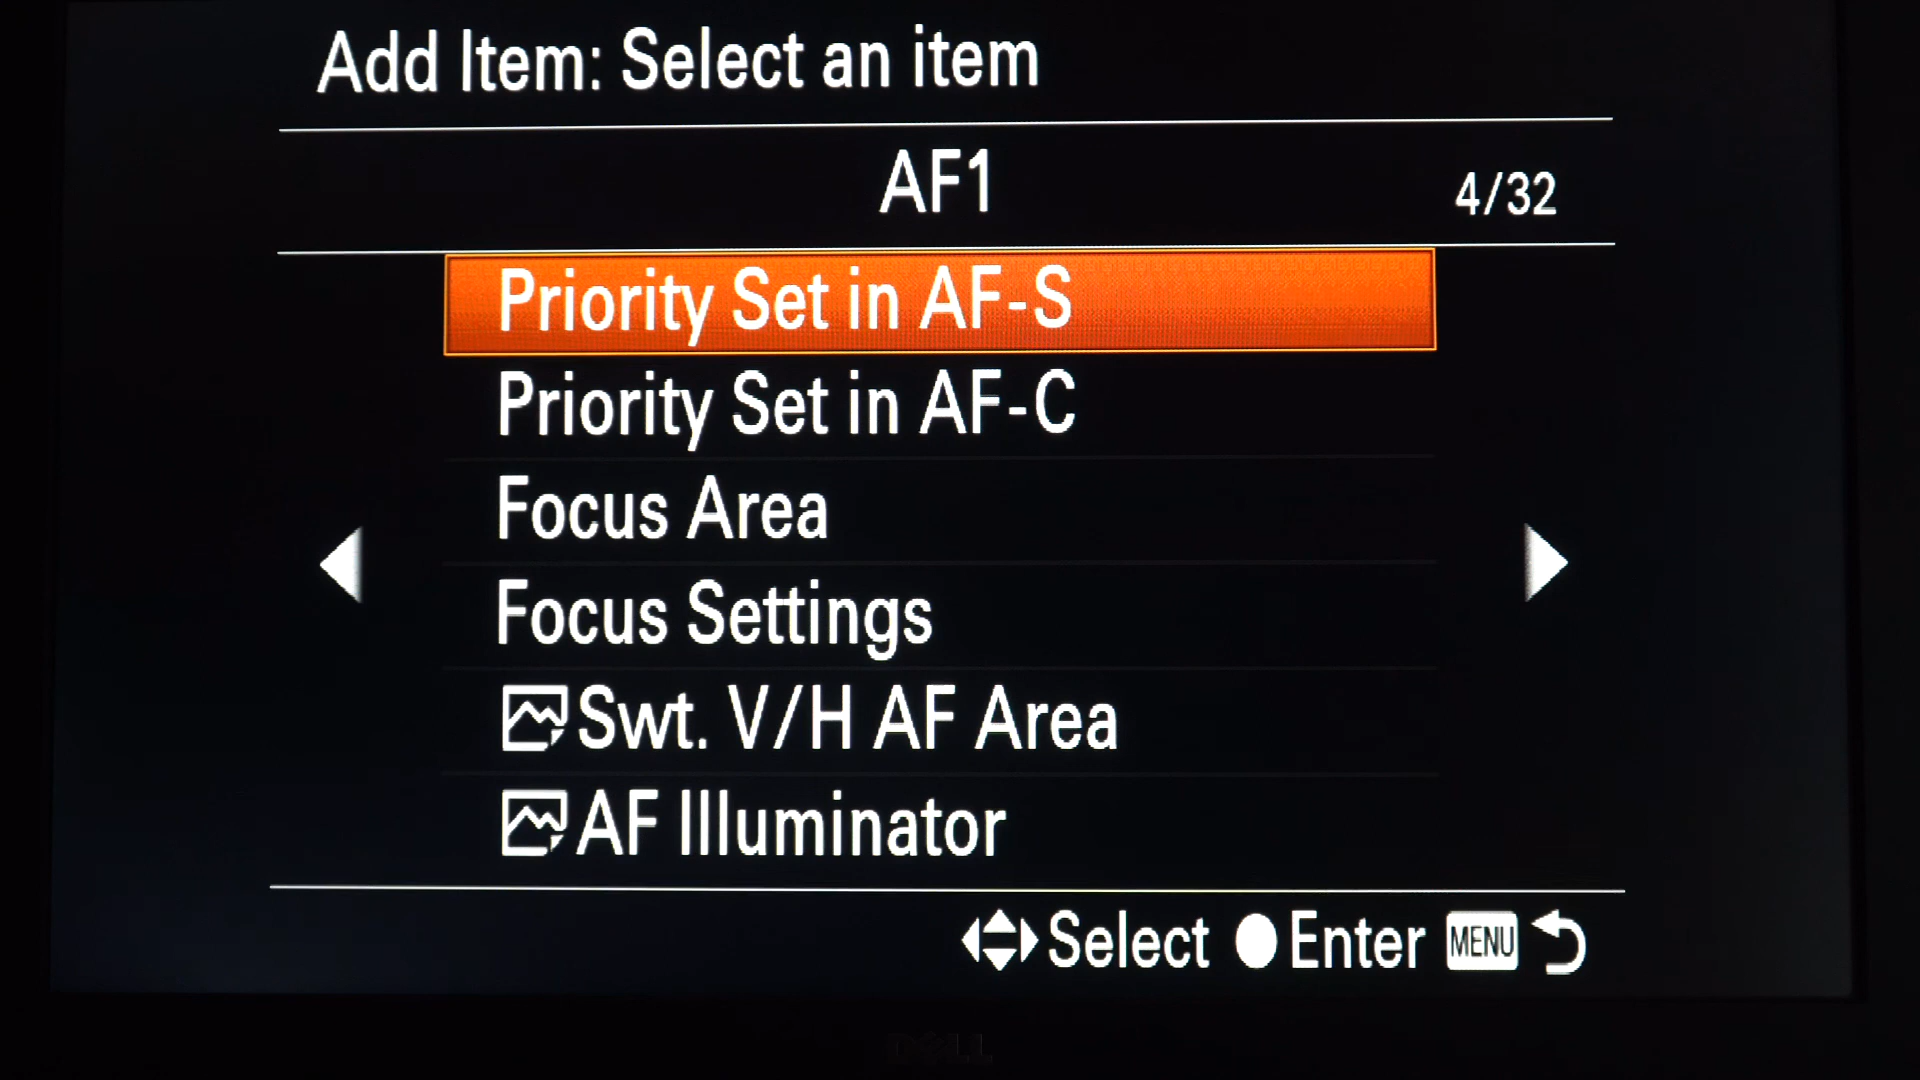 Add Item: Select an item
AF1
4/32
Priority Set in AF-S
Priority Set in AF-C
Focus Area
Focus Settings
Swt. V/H AF Area
AF Illuminator
Select Enter MENU
DELL